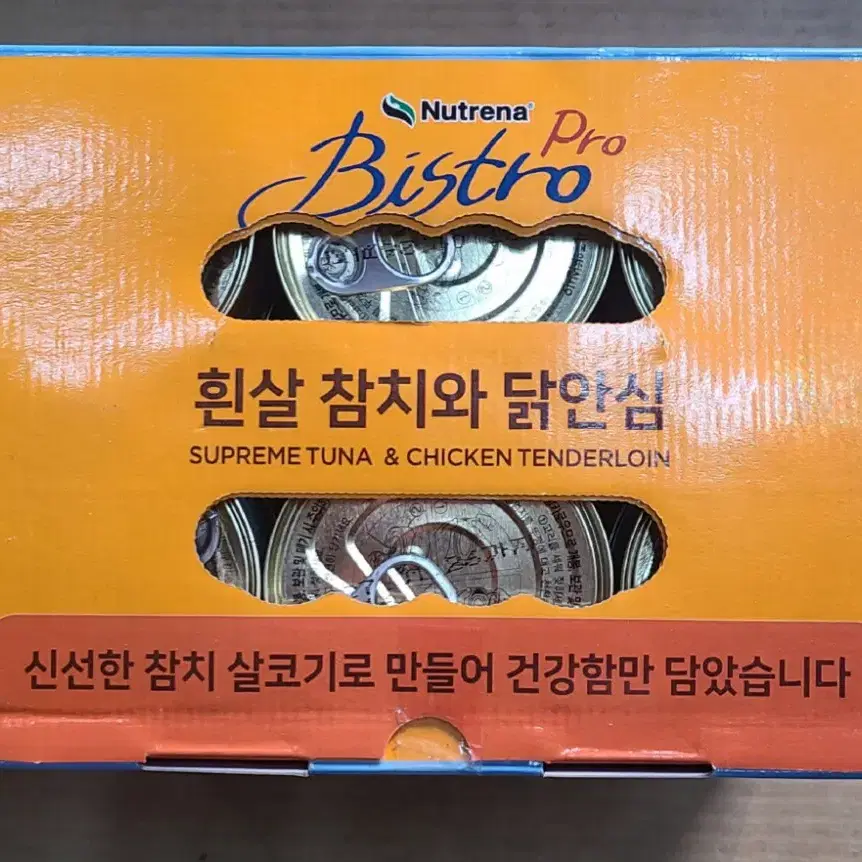 Nutrena
Bistro Pro
흰살 참치와 닭안심
SUPREME TUNA & CHICKEN TENDERLOIN
신선한 참치 살코기로 만들어 건강함만 담았습니다